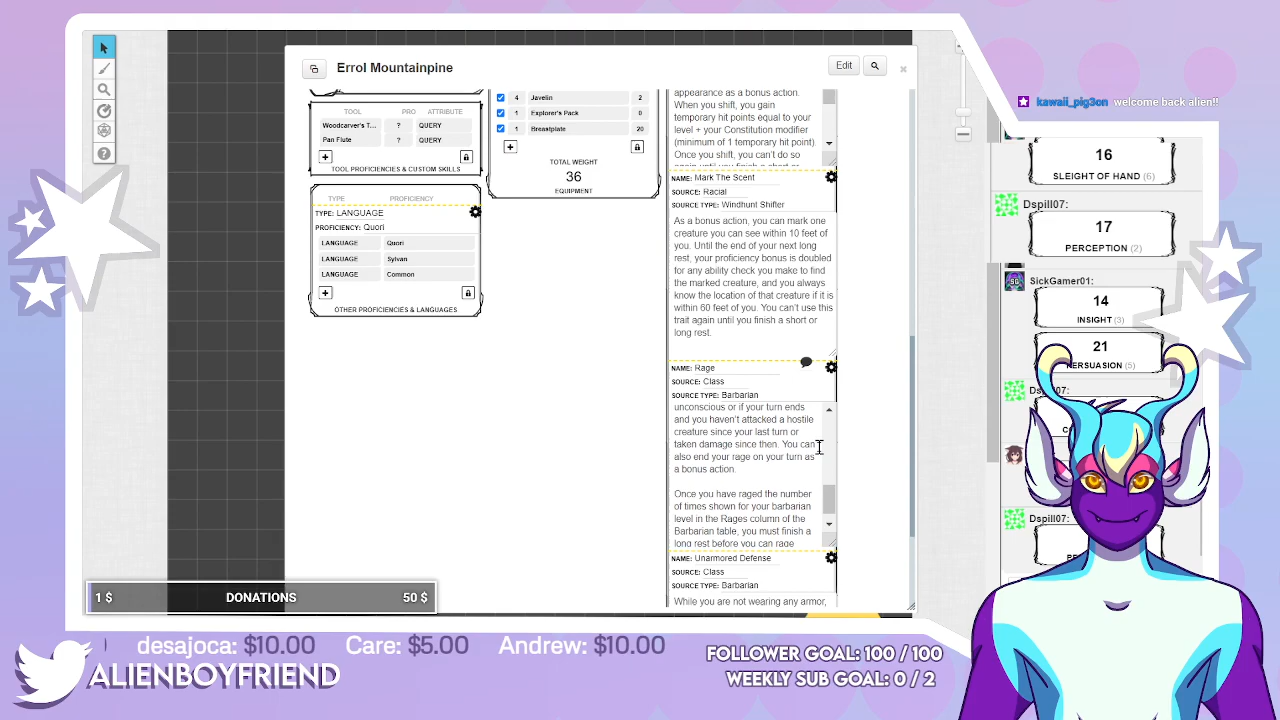 Errol Mountainpine
Edit
TOOL PRO ATTRIBUTE
Woodcarver's T... ? QUERY
Pan Flute ? QUERY
TOOL PROFICIENCIES & CUSTOM SKILLS
TYPE PROFICIENCY
TYPE: LANGUAGE
PROFICIENCY: Quori
LANGUAGE Quori
LANGUAGE Sylvan
LANGUAGE Common
OTHER PROFICIENCIES & LANGUAGES
4 Javelin 2
1 Explorer's Pack 0
1 Breastplate 20
TOTAL WEIGHT
36
EQUIPMENT
appearance as a bonus action.
When you shift, you gain
temporary hit points equal to your
level + your Constitution modifier
(minimum of 1 temporary hit point).
Once you shift, you can't do so
again until you finish a short or
NAME: Mark The Scent
SOURCE: Racial
SOURCE TYPE: Windhunt Shifter
As a bonus action, you can mark one
creature you can see within 10 feet of
you. Until the end of your next long
rest, your proficiency bonus is doubled
for any ability check you make to find
the marked creature, and you always
know the location of that creature if it is
within 60 feet of you. You can't use this
trait again until you finish a short or
long rest.
NAME: Rage
SOURCE: Class
SOURCE TYPE: Barbarian
unconscious or if your turn ends
and you haven't attacked a hostile
creature since your last turn or
taken damage since then. You can
also end your rage on your turn as
a bonus action.
Once you have raged the number
of times shown for your barbarian
level in the Rages column of the
Barbarian table, you must finish a
long rest before you can rage
NAME: Unarmored Defense
SOURCE: Class
SOURCE TYPE: Barbarian
While you are not wearing any armor,
kawaii_pig3on welcome back alien!!
16
SLEIGHT OF HAND (6)
Dspill07:
17
PERCEPTION (2)
SickGamer01:
14
INSIGHT (3)
21
PERSUASION (5)
Dspill07:
1 $ DONATIONS 50 $
desajoca: $10.00 Care: $5.00 Andrew: $10.00
ALIENBOYFRIEND
FOLLOWER GOAL: 100 / 100
WEEKLY SUB GOAL: 0 / 2